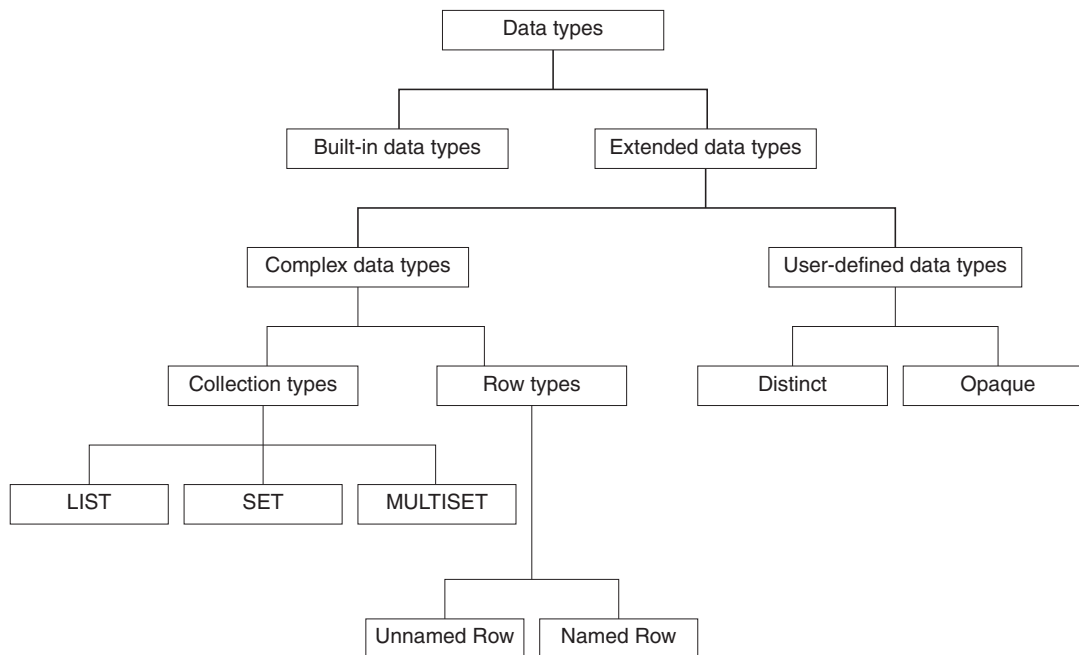 Data types
Built-in data types
Extended data types
Complex data types
User-defined data types
Collection types
Row types
Distinct
Opaque
LIST
SET
MULTISET
Unnamed Row
Named Row